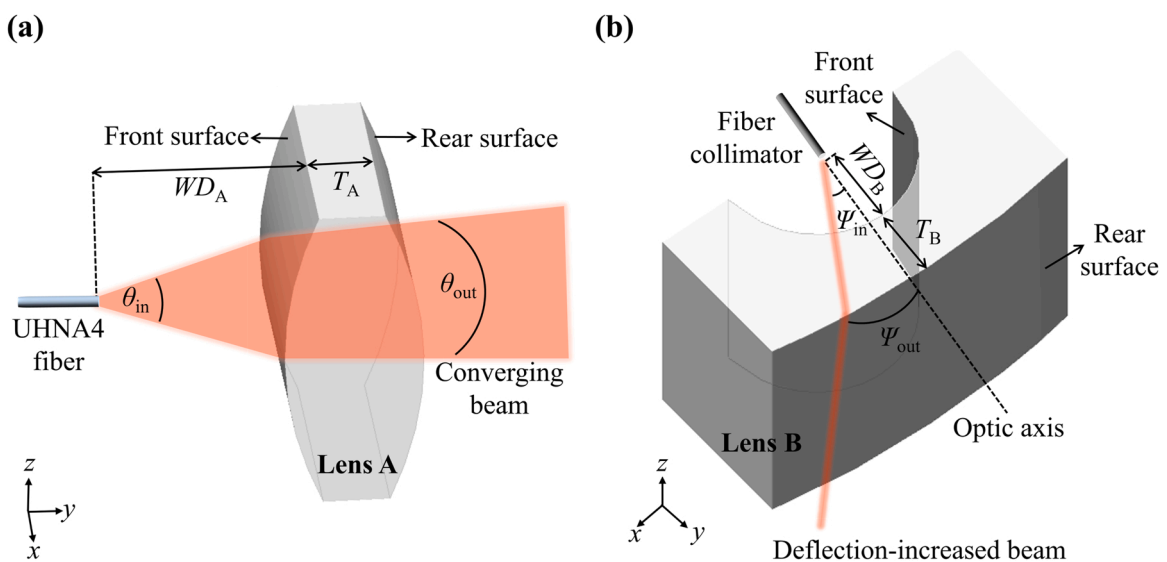 (a)
Front surface
Rear surface
WD_A
T_A
θ_in
θ_out
UHNA4
fiber
Converging
beam
Lens A
z
y
x
(b)
Front
surface
Fiber
collimator
WD_B
Ψ_in
T_B
Rear
surface
Ψ_out
Optic axis
Lens B
z
x
y
Deflection-increased beam